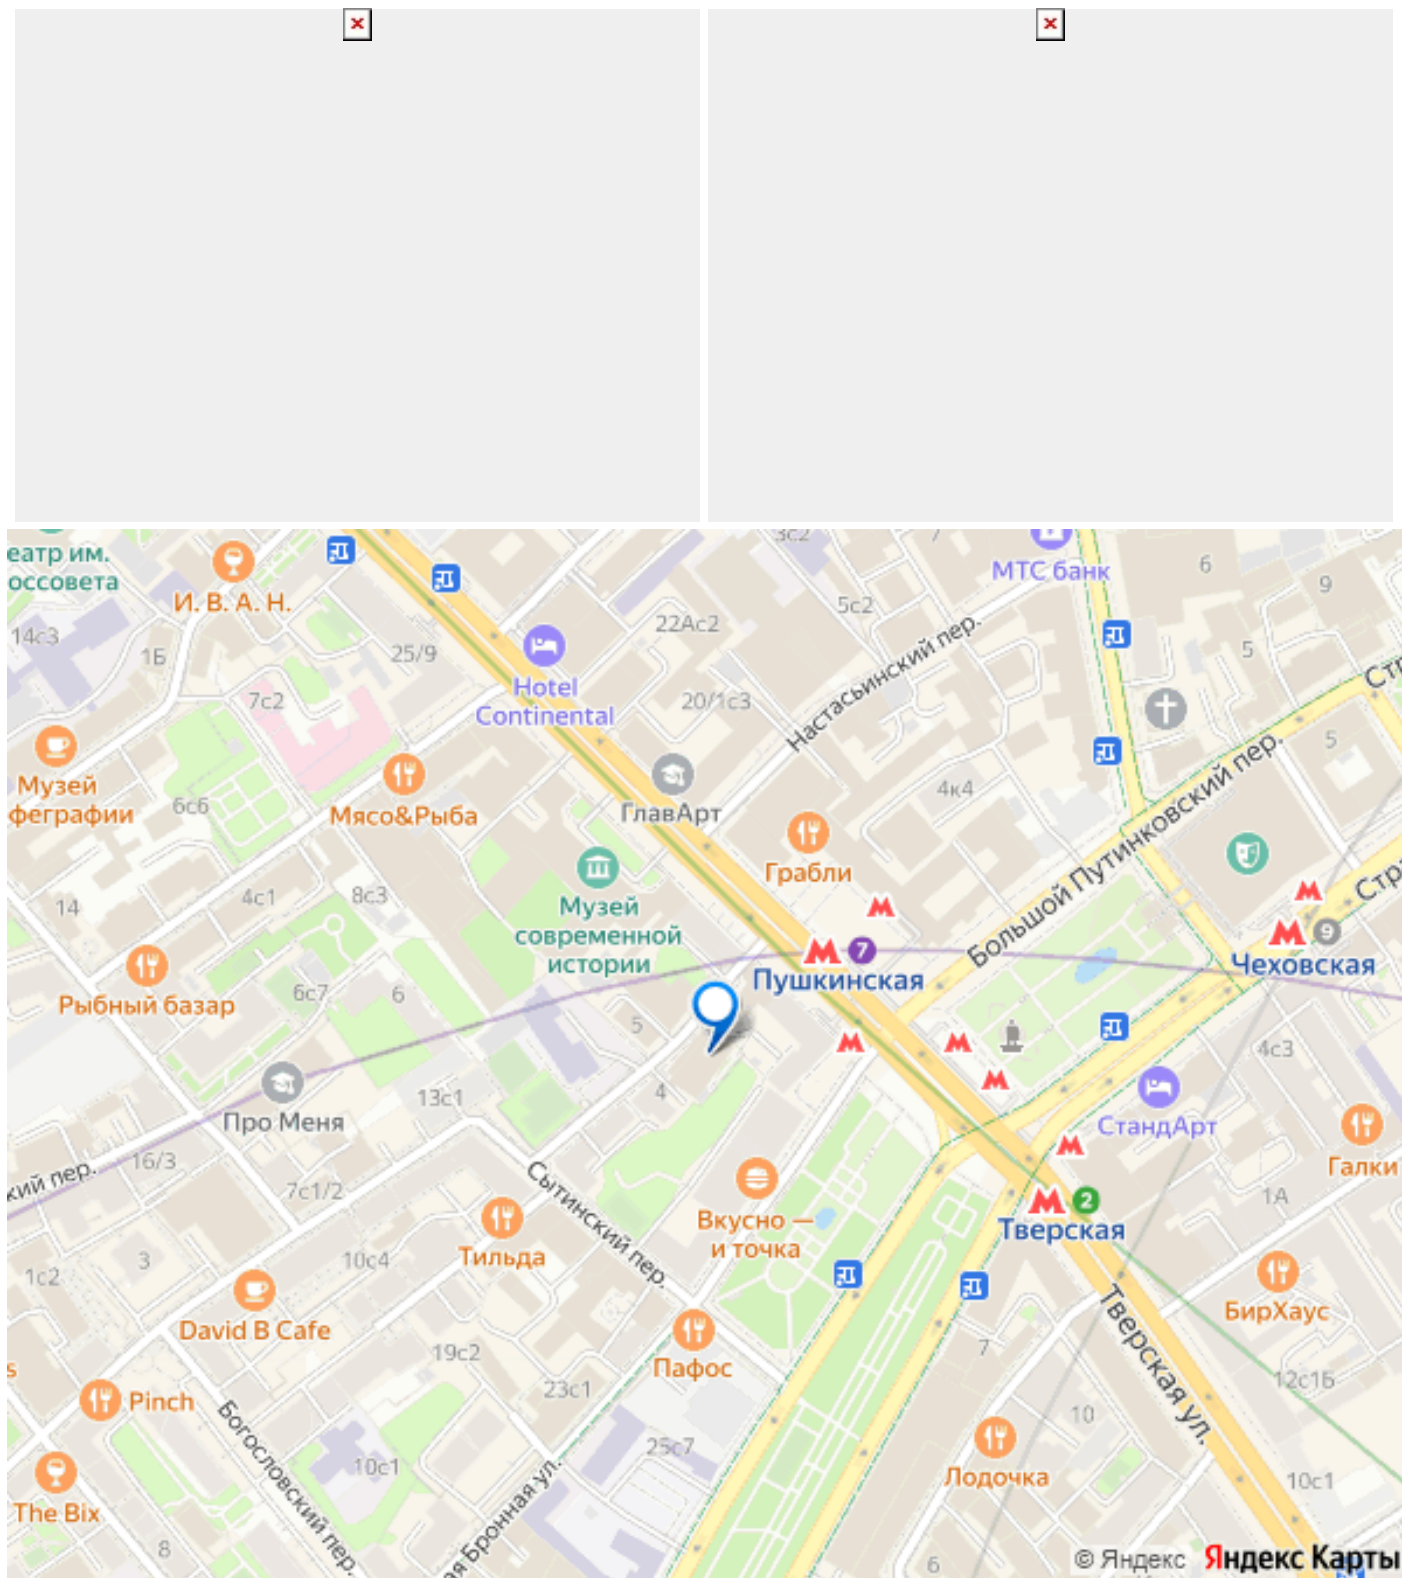 3с2
7
еатр им.
оссовета
И. В. А. Н.
МТС банк
6
9
14с3
1Б
25/9
22Ас2
5с2
Настасьинский пер.
5
7с2
Hotel
Continental
20/1с3
Стр
5
Музей
феграфии
6с6
Мясо&Рыба
ГлавАрт
4к4
Большой Путинковский пер.
Грабли
14
4с1
8с3
Музей
современной
истории
Стра
7
Пушкинская
9
Чеховская
Рыбный базар
6с7
6
5
4
4с3
Про Меня
13с1
СтандАрт
Галки
кий пер.
16/3
7с1/2
Сытинский пер.
Вкусно —
и точка
2
Тверская
1А
1с2
3
10с4
Тильда
David B Cafe
БирХаус
Тверская ул.
s
19с2
Пафос
7
12с1Б
Pinch
23с1
10
Богословский пер.
25с7
10с1
Лодочка
10с1
The Bix
ая Бронная ул.
8
6
© Яндекс Яндекс Карты